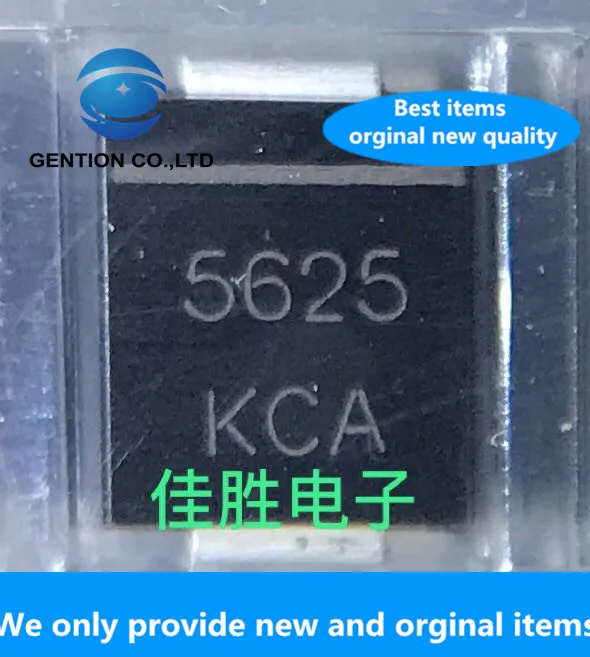 Best items
orginal new quality
GENTION CO.,LTD
5625
KCA
佳胜电子
We only provide new and orginal items